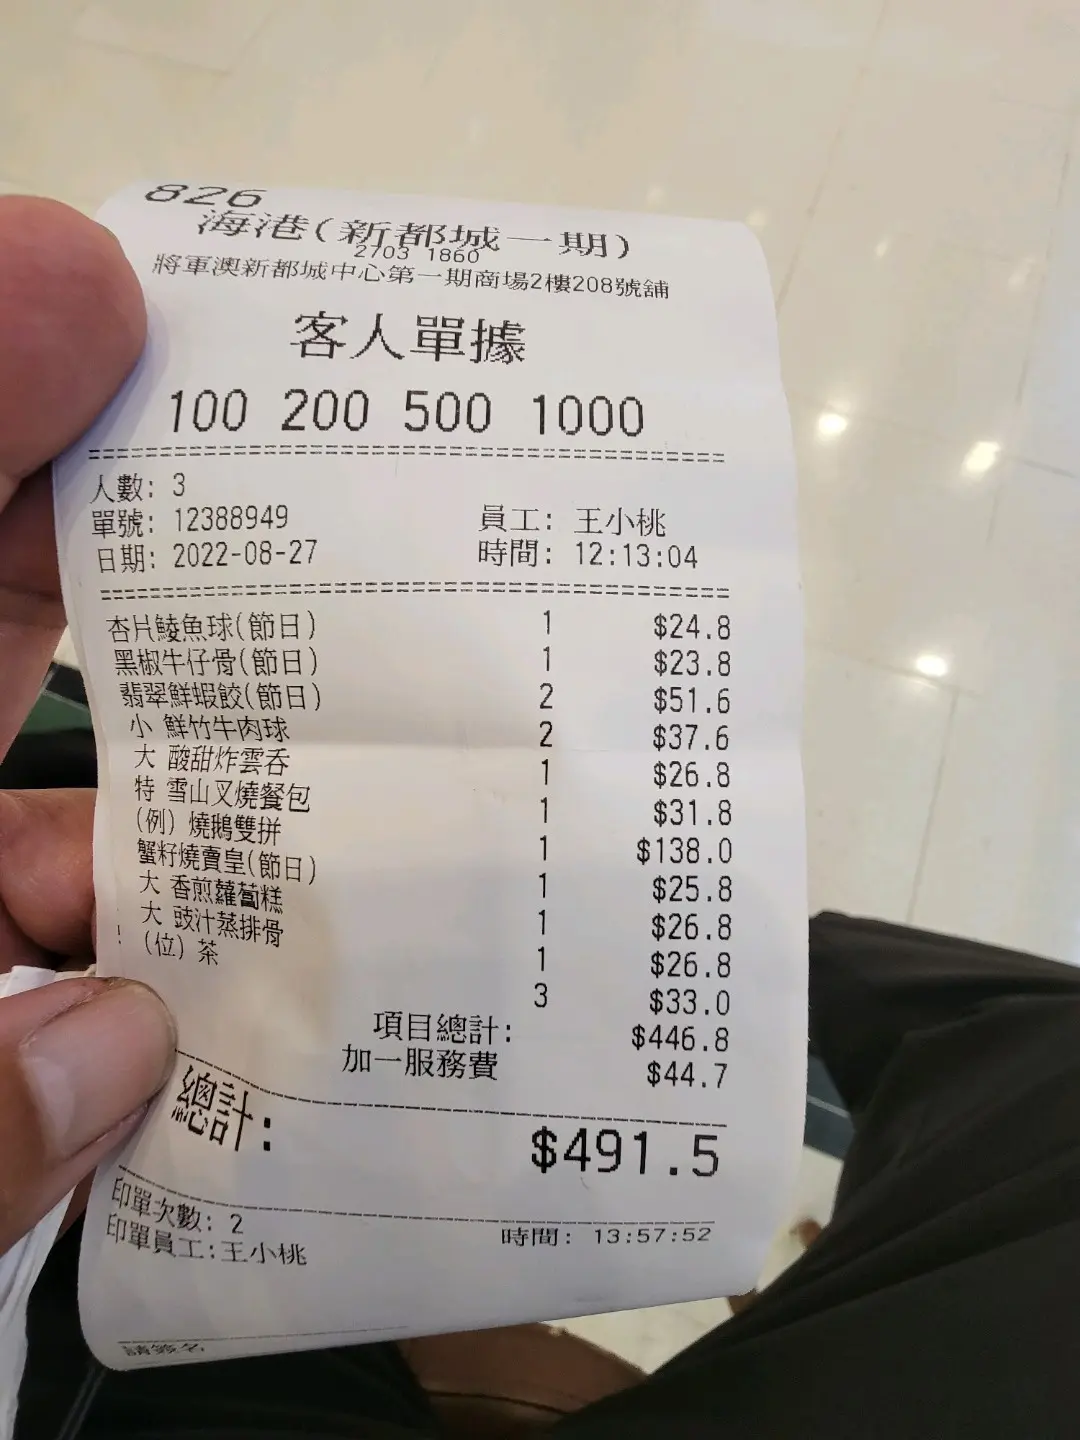 826
海港(新都城一期)
2703 1860
將軍澳新都城中心第一期商場2樓208號舖
客人單據
100 200 500 1000
人數: 3
單號: 12388949 員工: 王小桃
日期: 2022-08-27 時間: 12:13:04
杏片鯪魚球(節日) 1 $24.8
黑椒牛仔骨(節日) 1 $23.8
翡翠鮮蝦餃(節日) 2 $51.6
小 鮮竹牛肉球 2 $37.6
大 酸甜炸雲吞 1 $26.8
特 雪山叉燒餐包 1 $31.8
(例) 燒鵝雙拼 1 $138.0
蟹籽燒賣皇(節日) 1 $25.8
大 香煎蘿蔔糕 1 $26.8
大 豉汁蒸排骨 1 $26.8
(位) 茶 3 $33.0
項目總計: $446.8
加一服務費 $44.7
總計: $491.5
印單次數: 2
印單員工:王小桃 時間: 13:57:52
請簽名